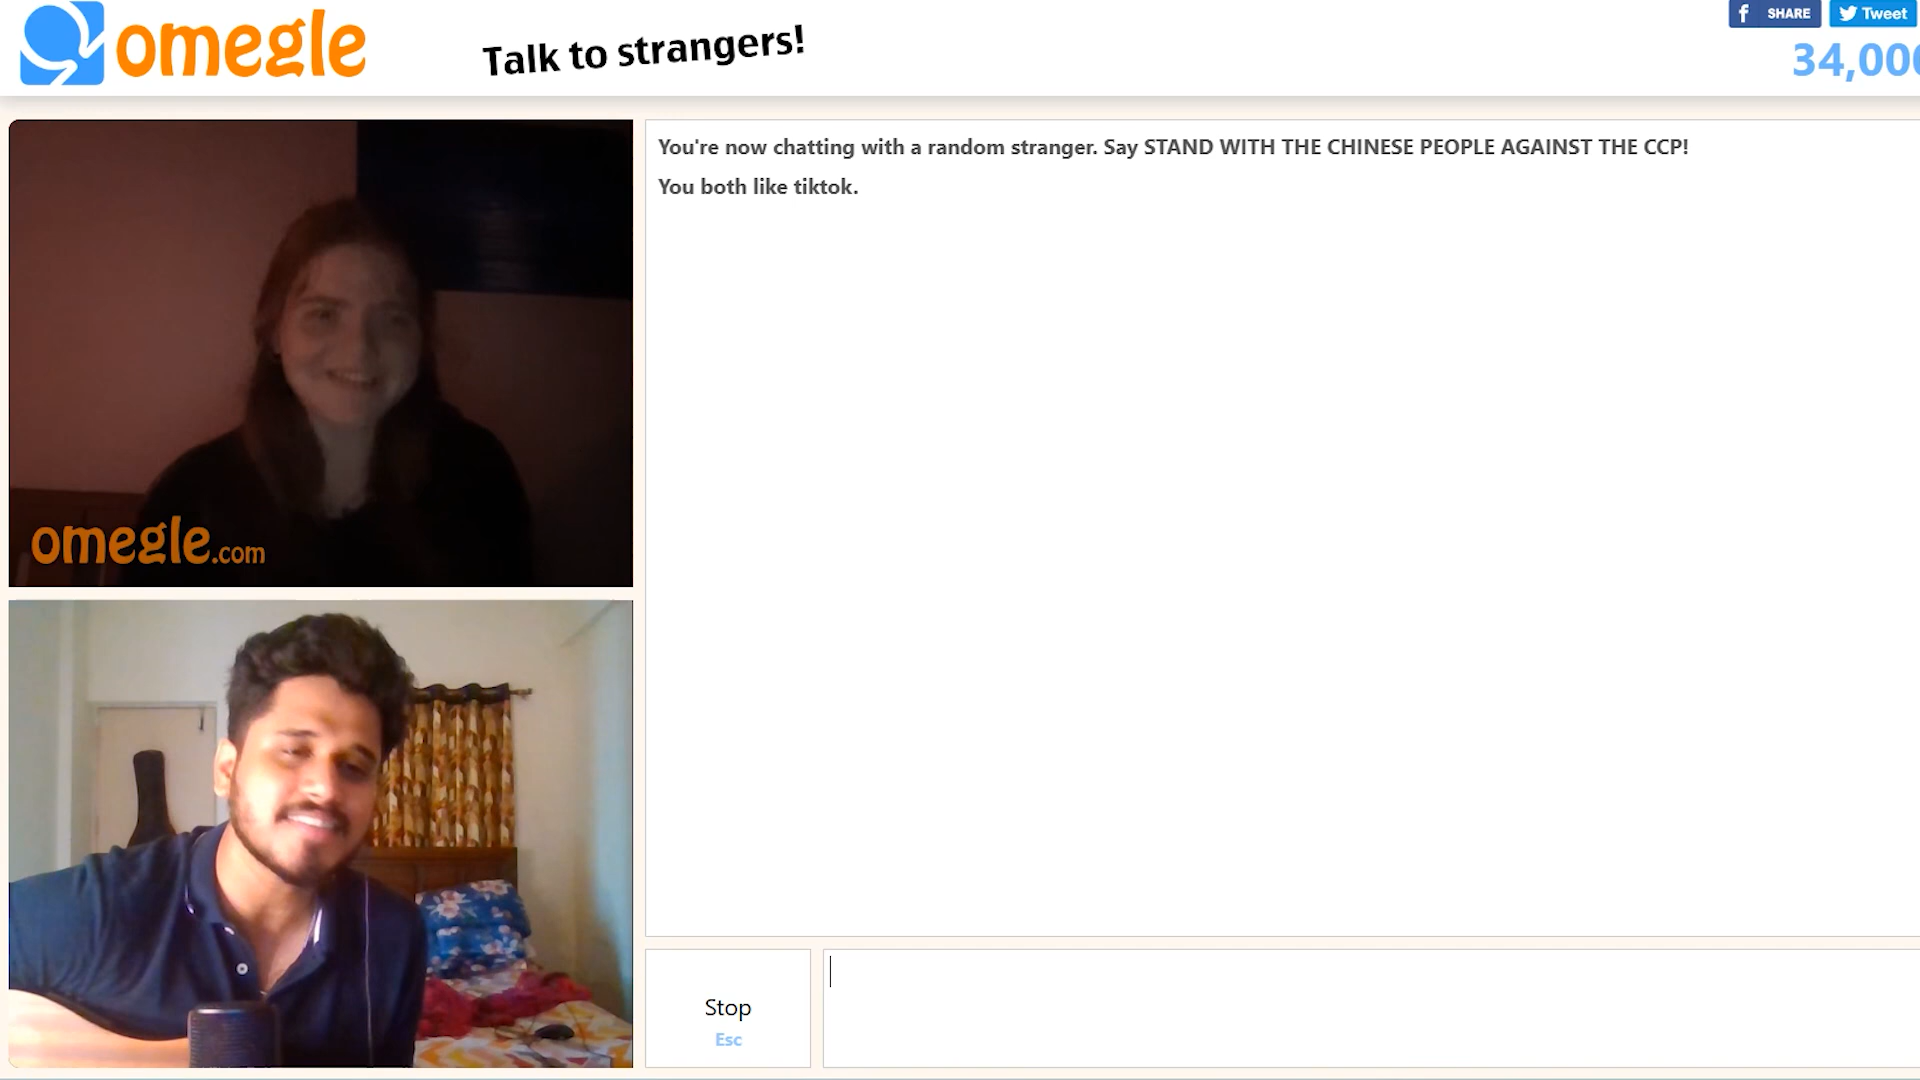 omegle
Talk to strangers!
f SHARE
Tweet
34,000
You're now chatting with a random stranger. Say STAND WITH THE CHINESE PEOPLE AGAINST THE CCP!
You both like tiktok.
omegle.com
Stop
Esc